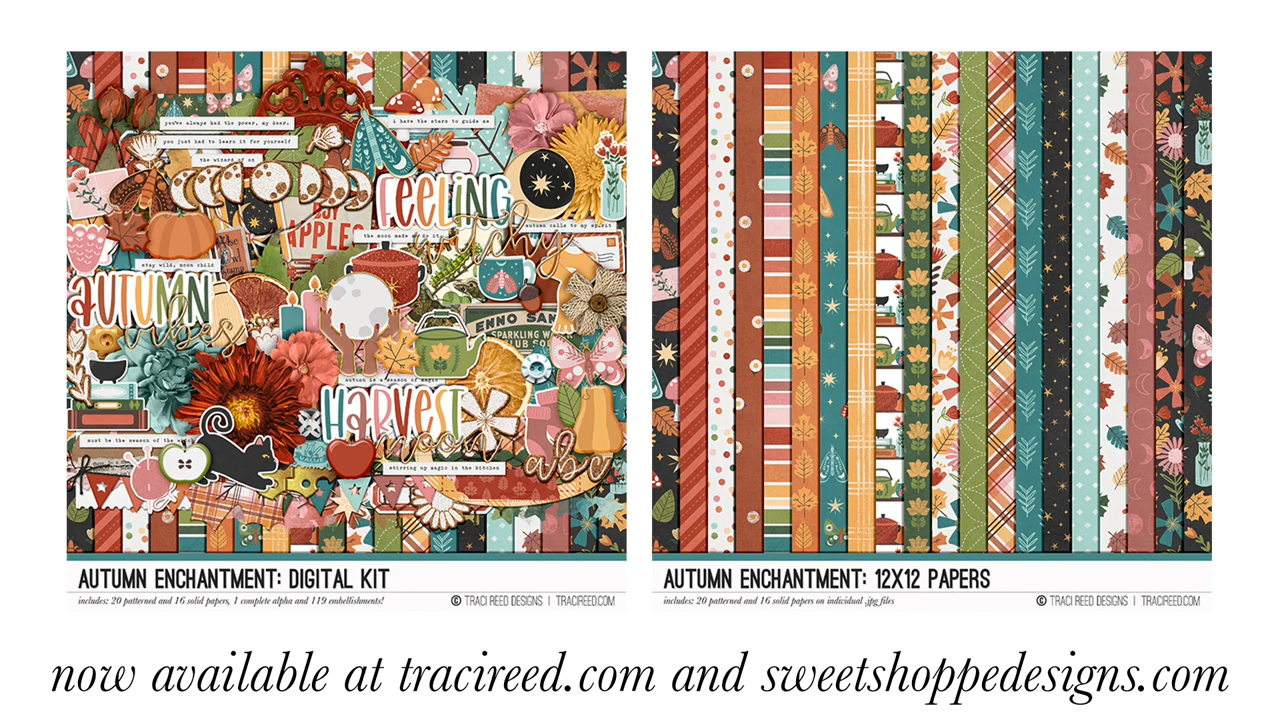 you've always had the power, my dear.
you just had to learn it for yourself
the wizard of oz
i have the stars to guide me
FEELING
witchy
autumn calls to my spirit
BUY
APPLES
the moon made me do it
stay wild, moon child
AUTUMN
vibes
ENNO SAN
SPARKLING W
autumn is a season of magic
HARVEST
moon
must be the season of the witch
stirring up magic in the kitchen
abc
AUTUMN ENCHANTMENT: DIGITAL KIT
includes: 20 patterned and 16 solid papers, 1 complete alpha and 119 embellishments!
© TRACI REED DESIGNS | TRACIREED.COM
AUTUMN ENCHANTMENT: 12X12 PAPERS
includes: 20 patterned and 16 solid papers on individual .jpg files
© TRACI REED DESIGNS | TRACIREED.COM
now available at tracireed.com and sweetshoppedesigns.com